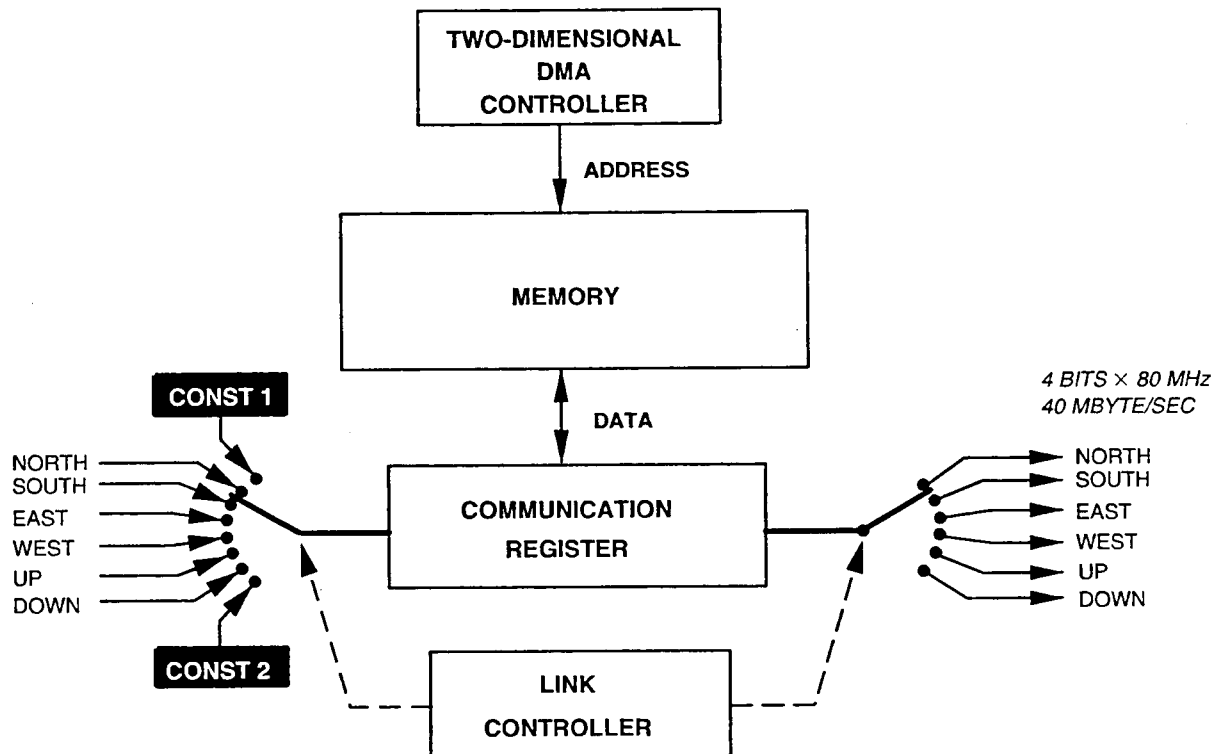 TWO-DIMENSIONAL
DMA
CONTROLLER
ADDRESS
MEMORY
DATA
4 BITS × 80 MHz
40 MBYTE/SEC
CONST 1
NORTH
SOUTH
EAST
WEST
UP
DOWN
CONST 2
COMMUNICATION
REGISTER
NORTH
SOUTH
EAST
WEST
UP
DOWN
LINK
CONTROLLER